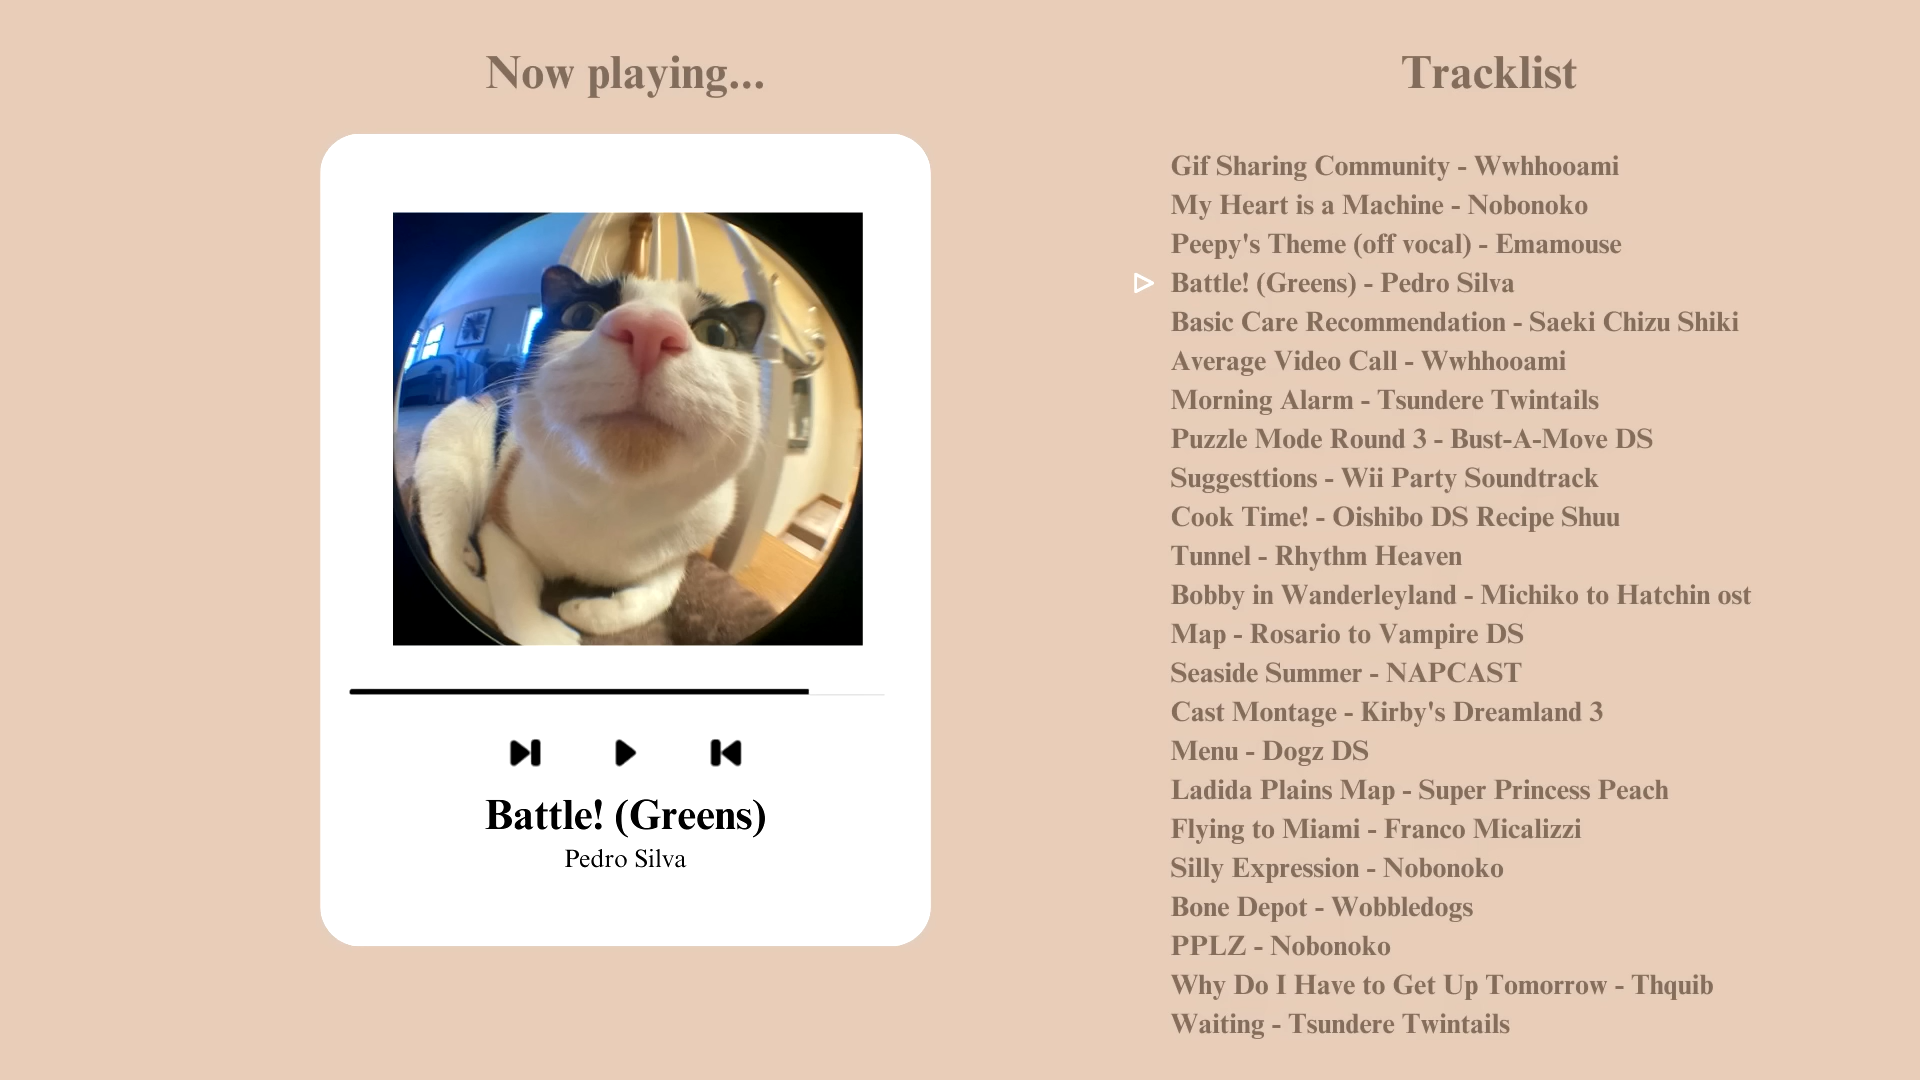 Now playing...
Battle! (Greens)
Pedro Silva
Tracklist
Gif Sharing Community - Wwhhooami
My Heart is a Machine - Nobonoko
Peepy's Theme (off vocal) - Emamouse
Battle! (Greens) - Pedro Silva
Basic Care Recommendation - Saeki Chizu Shiki
Average Video Call - Wwhhooami
Morning Alarm - Tsundere Twintails
Puzzle Mode Round 3 - Bust-A-Move DS
Suggesttions - Wii Party Soundtrack
Cook Time! - Oishibo DS Recipe Shuu
Tunnel - Rhythm Heaven
Bobby in Wanderleyland - Michiko to Hatchin ost
Map - Rosario to Vampire DS
Seaside Summer - NAPCAST
Cast Montage - Kirby's Dreamland 3
Menu - Dogz DS
Ladida Plains Map - Super Princess Peach
Flying to Miami - Franco Micalizzi
Silly Expression - Nobonoko
Bone Depot - Wobbledogs
PPLZ - Nobonoko
Why Do I Have to Get Up Tomorrow - Thquib
Waiting - Tsundere Twintails